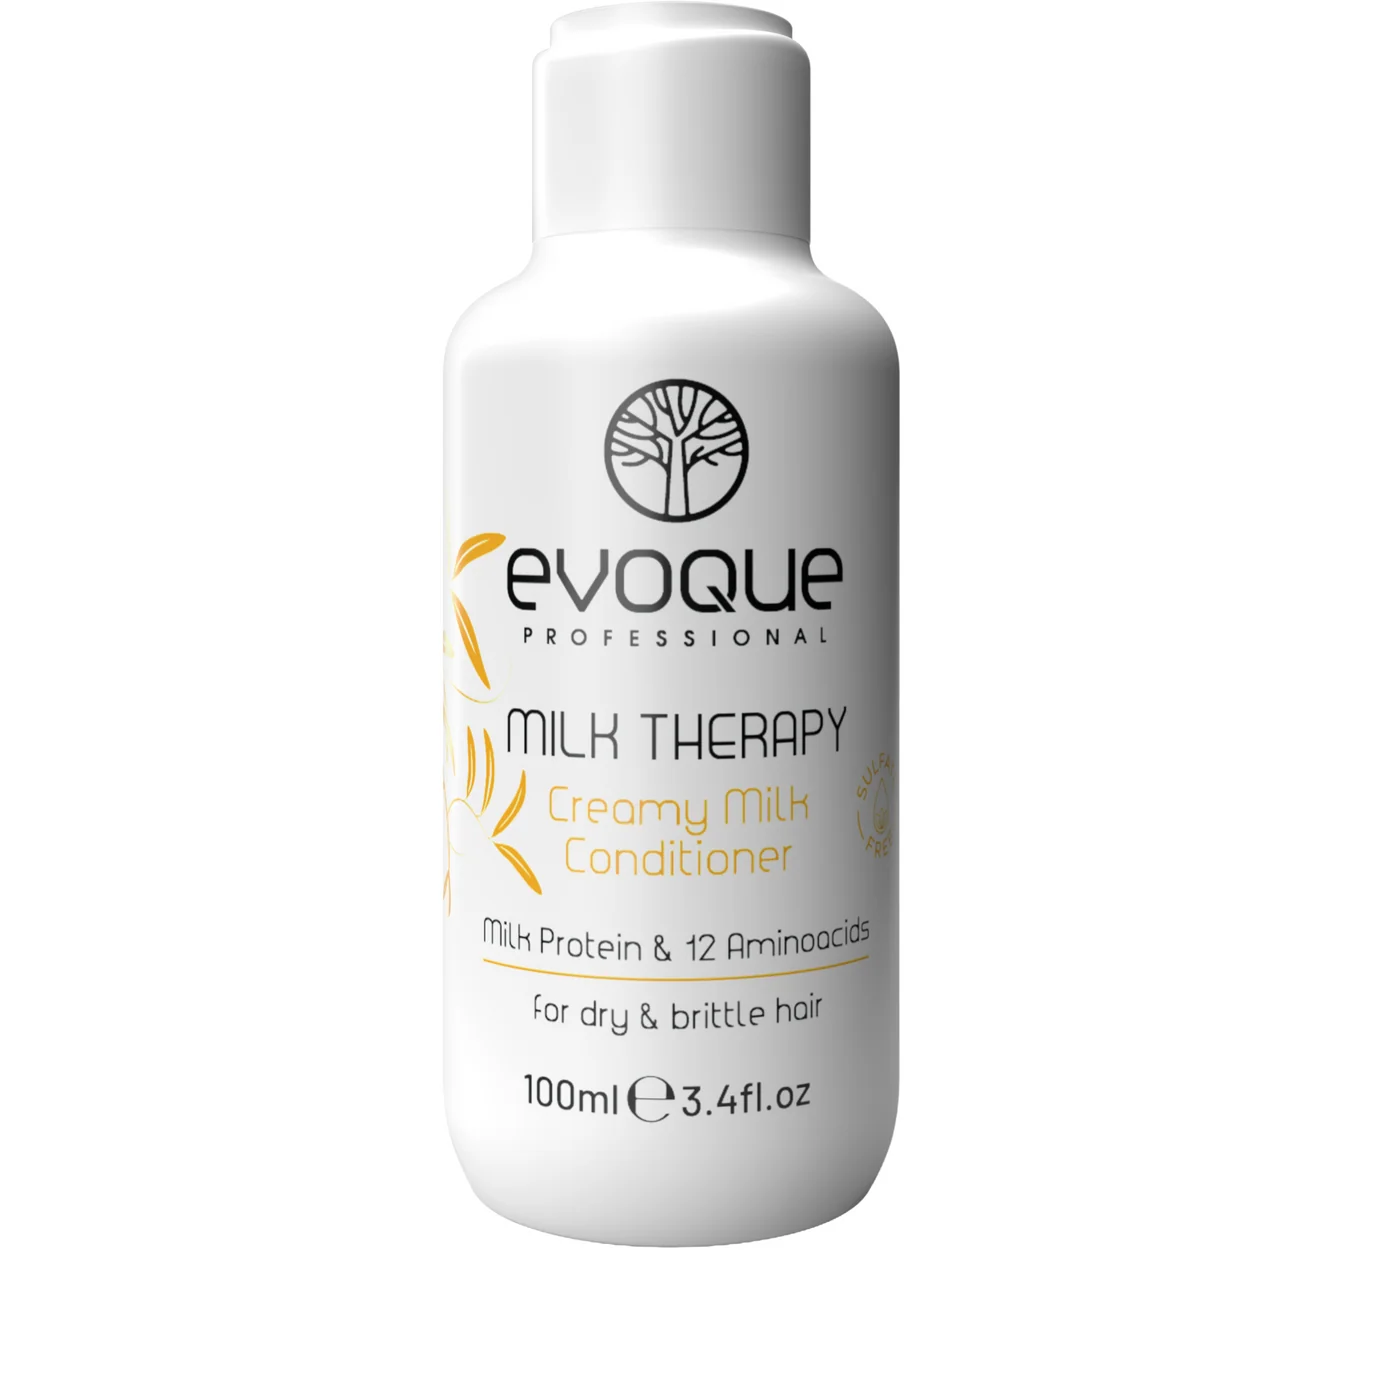 evoque
PROFESSIONAL
MILK THERAPY
Creamy Milk
Conditioner
Milk Protein & 12 Aminoacids
for dry & brittle hair
100ml e 3.4fl.oz